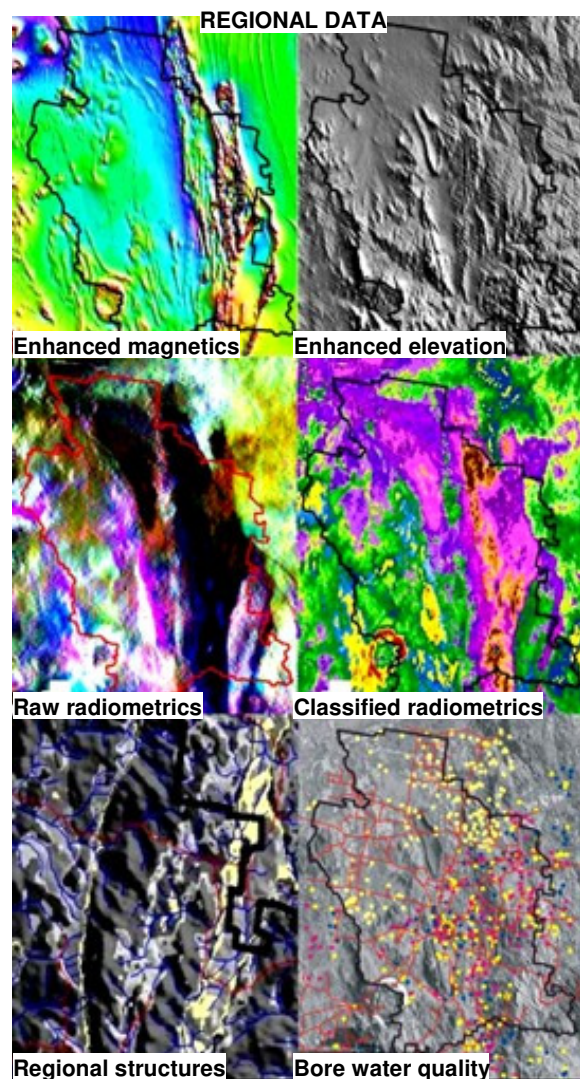 REGIONAL DATA
Enhanced magnetics
Enhanced elevation
Raw radiometrics
Classified radiometrics
Regional structures
Bore water quality